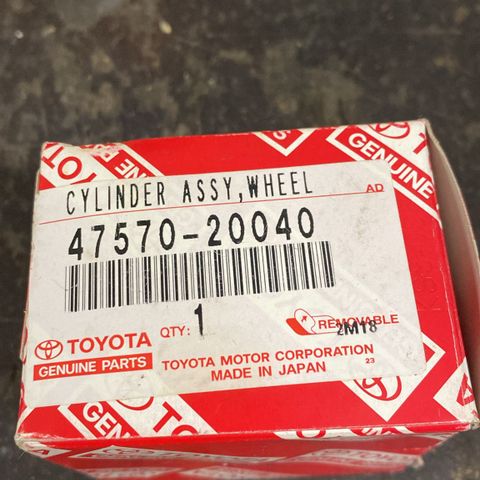 CYLINDER ASSY,WHEEL
AD
47570-20040
QTY: 1
REMOVABLE
2M18
TOYOTA
GENUINE PARTS
TOYOTA MOTOR CORPORATION
23
MADE IN JAPAN
GENUINE